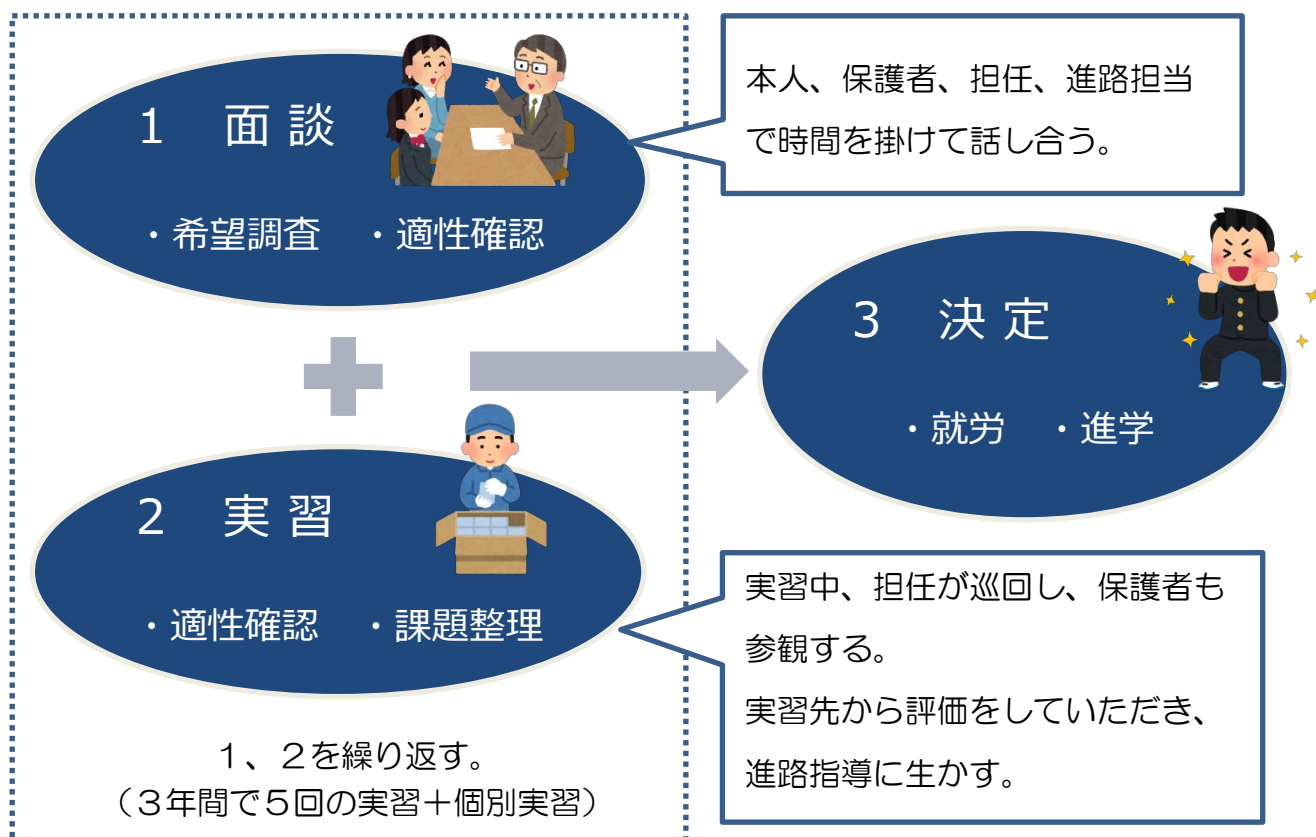 1　面 談
・希望調査　・適性確認
本人、保護者、担任、進路担当
で時間を掛けて話し合う。
2　実 習
・適性確認　・課題整理
実習中、担任が巡回し、保護者も
参観する。
実習先から評価をしていただき、
進路指導に生かす。
１、２を繰り返す。
（３年間で５回の実習＋個別実習）
3　決 定
・就労　・進学